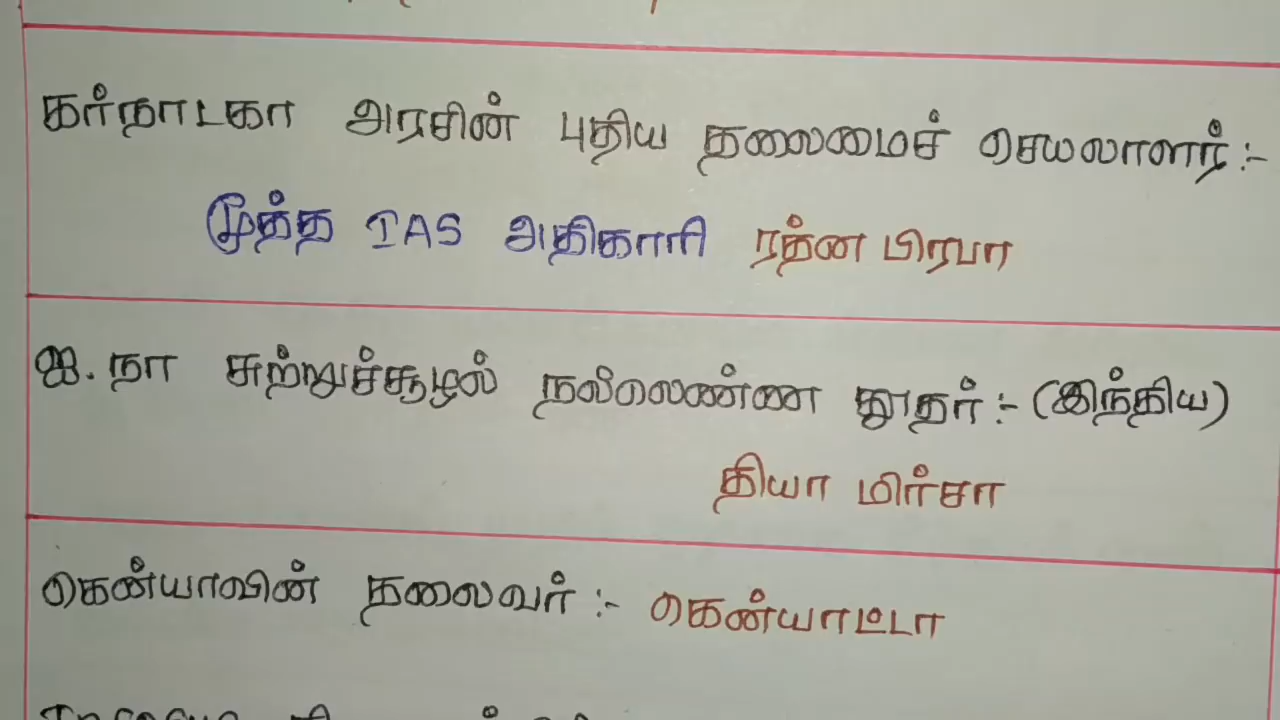 கர்நாடகா அரசின் புதிய தலைமைச் செயலாளர் :-
மூத்த IAS அதிகாரி ரத்ன பிரபா
ஐ. நா சுற்றுச்சூழல் நல்லெண்ண தூதர் :- (இந்திய)
தியா மிர்சா
கென்யாவின் தலைவர் :- கென்யாட்டா